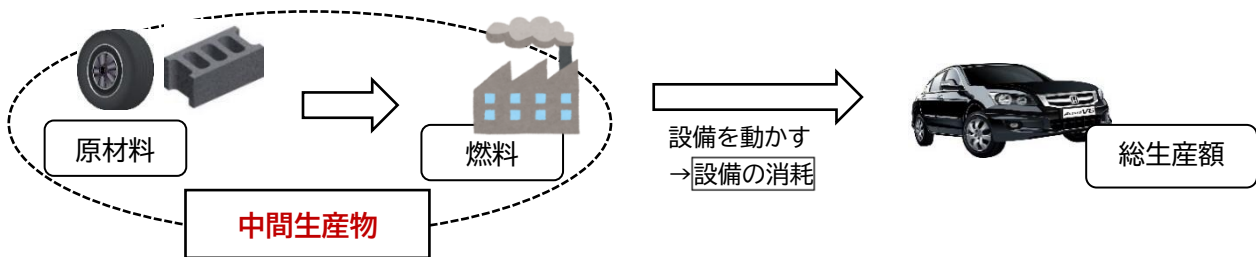 原材料
燃料
中間生産物
設備を動かす
→設備の消耗
総生産額